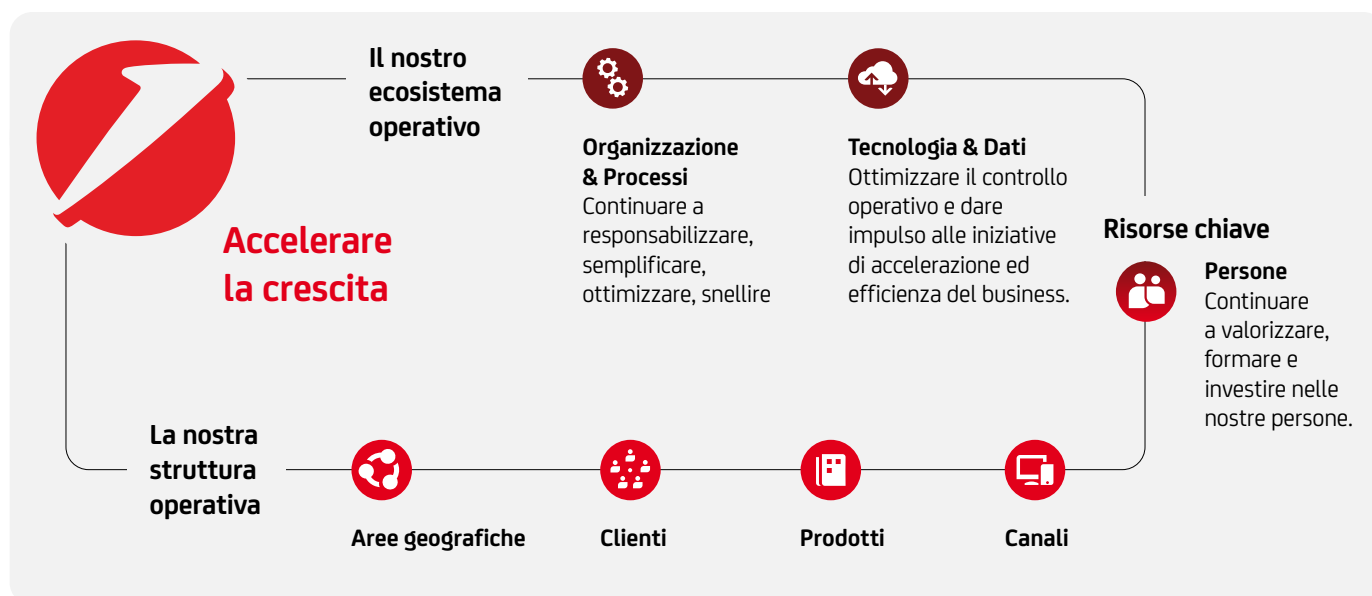 Il nostro
ecosistema
operativo
Organizzazione
& Processi
Continuare a
responsabilizzare,
semplificare,
ottimizzare, snellire
Tecnologia & Dati
Ottimizzare il controllo
operativo e dare
impulso alle iniziative
di accelerazione ed
efficienza del business.
Accelerare
la crescita
Risorse chiave
Persone
Continuare
a valorizzare,
formare e
investire nelle
nostre persone.
La nostra
struttura
operativa
Aree geografiche
Clienti
Prodotti
Canali